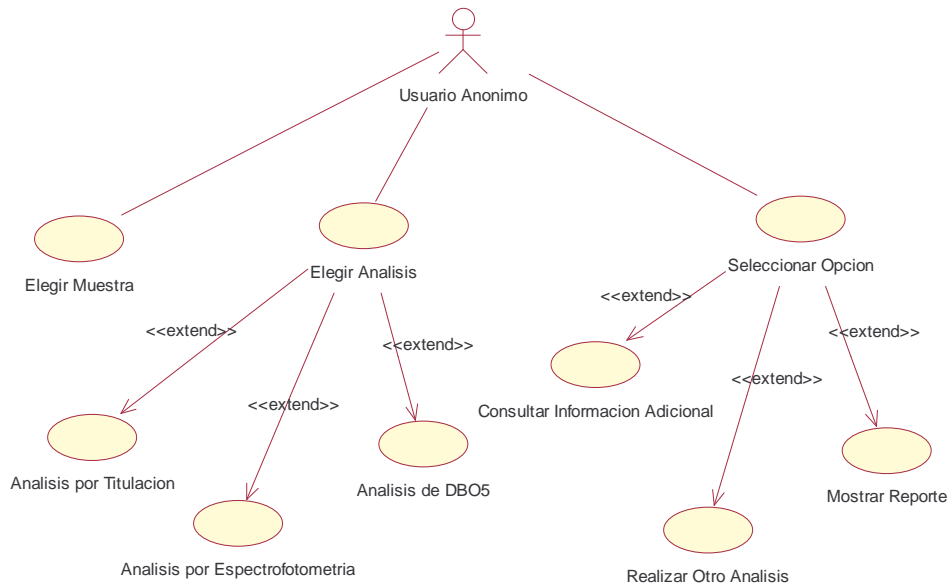 Usuario Anonimo
Elegir Muestra
Elegir Analisis
Seleccionar Opcion
<<extend>>
<<extend>>
<<extend>>
<<extend>>
<<extend>>
<<extend>>
Consultar Informacion Adicional
Analisis por Titulacion
Analisis de DBO5
Mostrar Reporte
Analisis por Espectrofotometria
Realizar Otro Analisis